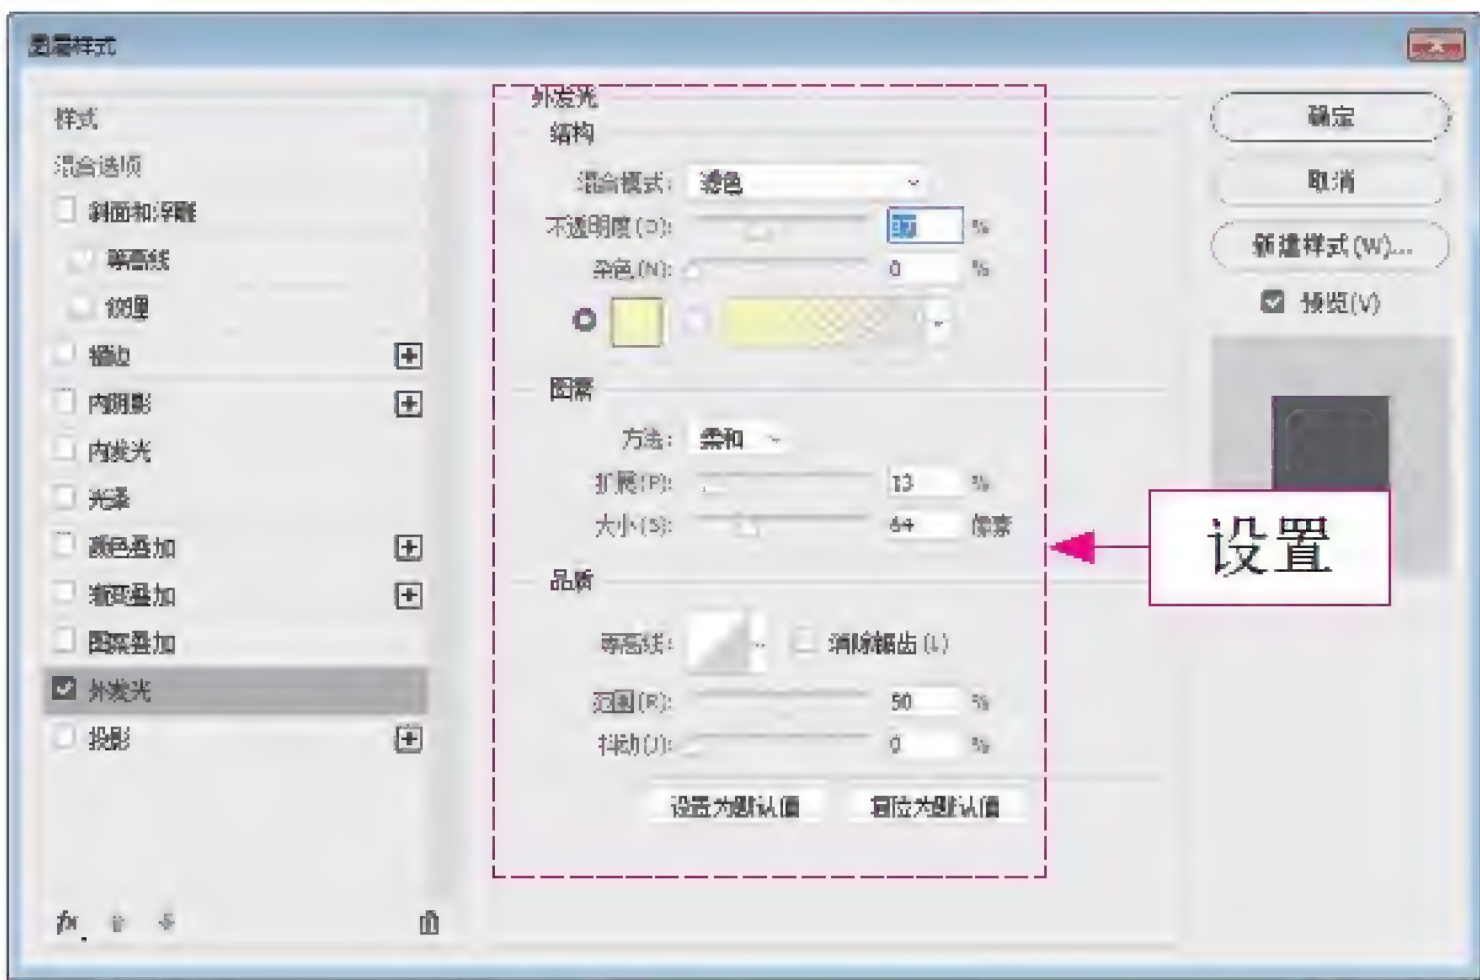 图层样式
样式
混合选项
斜面和浮雕
等高线
纹理
描边
内阴影
内发光
光泽
颜色叠加
渐变叠加
图案叠加
外发光
投影
fx
外发光
结构
混合模式: 滤色
不透明度(O): %
杂色(N): 0 %
图素
方法: 柔和
扩展(P): 13 %
大小(S): 64 像素
品质
等高线: 消除锯齿(L)
范围(R): 50 %
抖动(J): 0 %
设置为默认值 复位为默认值
确定
取消
新建样式(W)...
预览(V)
设置